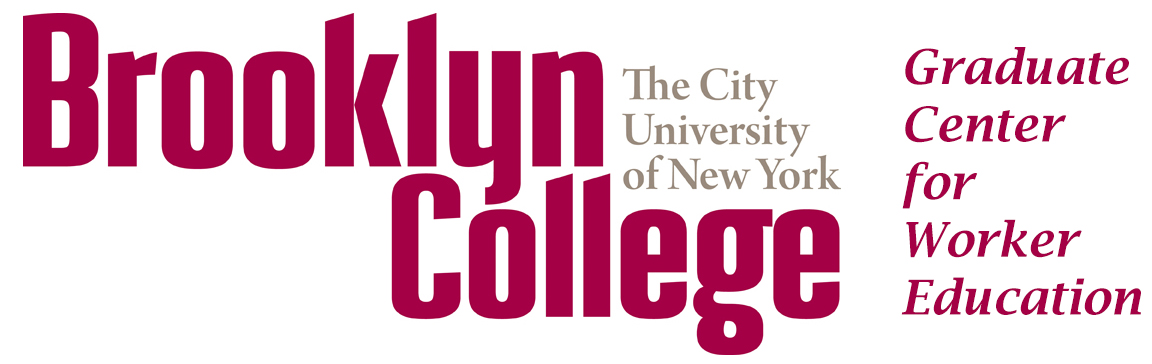 Brooklyn
College
The City
University
of New York
Graduate
Center
for
Worker
Education